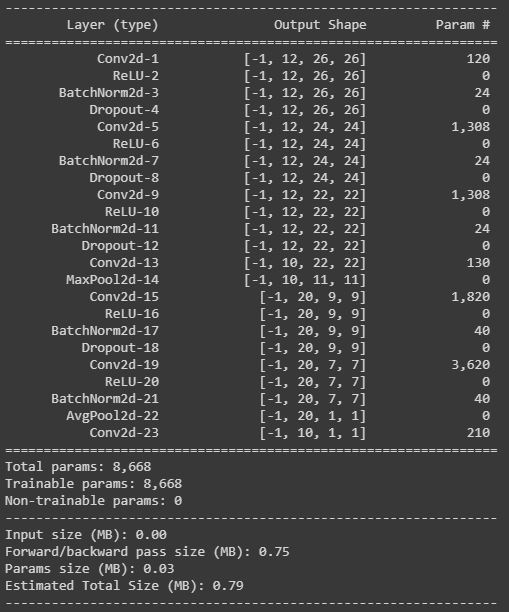 ----------------------------------------------------------------
        Layer (type)               Output Shape         Param #
================================================================
            Conv2d-1           [-1, 12, 26, 26]             120
              ReLU-2           [-1, 12, 26, 26]               0
       BatchNorm2d-3           [-1, 12, 26, 26]              24
           Dropout-4           [-1, 12, 26, 26]               0
            Conv2d-5           [-1, 12, 24, 24]           1,308
              ReLU-6           [-1, 12, 24, 24]               0
       BatchNorm2d-7           [-1, 12, 24, 24]              24
           Dropout-8           [-1, 12, 24, 24]               0
            Conv2d-9           [-1, 12, 22, 22]           1,308
             ReLU-10           [-1, 12, 22, 22]               0
      BatchNorm2d-11           [-1, 12, 22, 22]              24
          Dropout-12           [-1, 12, 22, 22]               0
           Conv2d-13           [-1, 10, 22, 22]             130
        MaxPool2d-14           [-1, 10, 11, 11]               0
           Conv2d-15             [-1, 20, 9, 9]           1,820
             ReLU-16             [-1, 20, 9, 9]               0
      BatchNorm2d-17             [-1, 20, 9, 9]              40
          Dropout-18             [-1, 20, 9, 9]               0
           Conv2d-19             [-1, 20, 7, 7]           3,620
             ReLU-20             [-1, 20, 7, 7]               0
      BatchNorm2d-21             [-1, 20, 7, 7]              40
        AvgPool2d-22             [-1, 20, 1, 1]               0
           Conv2d-23             [-1, 10, 1, 1]             210
================================================================
Total params: 8,668
Trainable params: 8,668
Non-trainable params: 0
----------------------------------------------------------------
Input size (MB): 0.00
Forward/backward pass size (MB): 0.75
Params size (MB): 0.03
Estimated Total Size (MB): 0.79
----------------------------------------------------------------